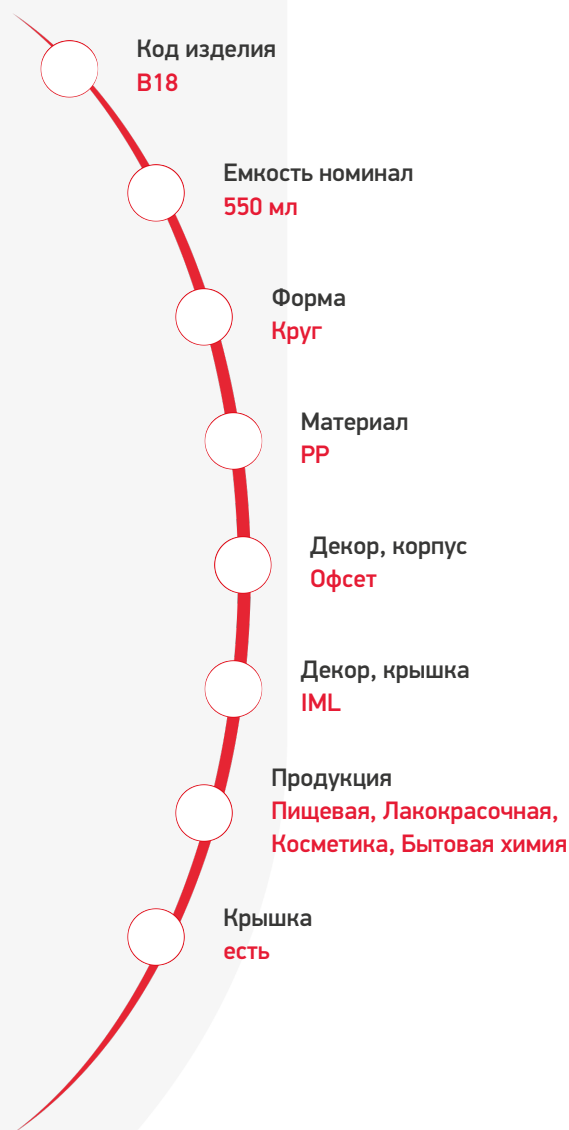 Код изделия
B18
Емкость номинал
550 мл
Форма
Круг
Материал
PP
Декор, корпус
Офсет
Декор, крышка
IML
Продукция
Пищевая, Лакокрасочная,
Косметика, Бытовая химия
Крышка
есть